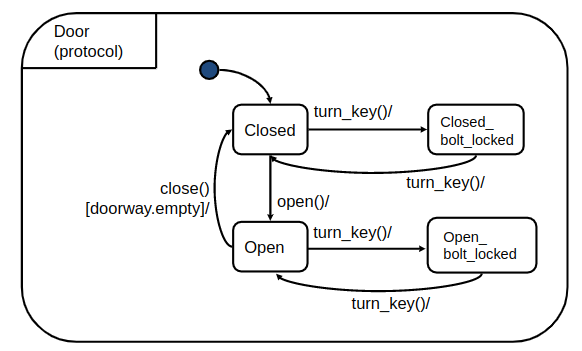 Door
(protocol)
turn_key()/
Closed
Closed_
bolt_locked
turn_key()/
close()
[doorway.empty]/
open()/
turn_key()/
Open
Open_
bolt_locked
turn_key()/